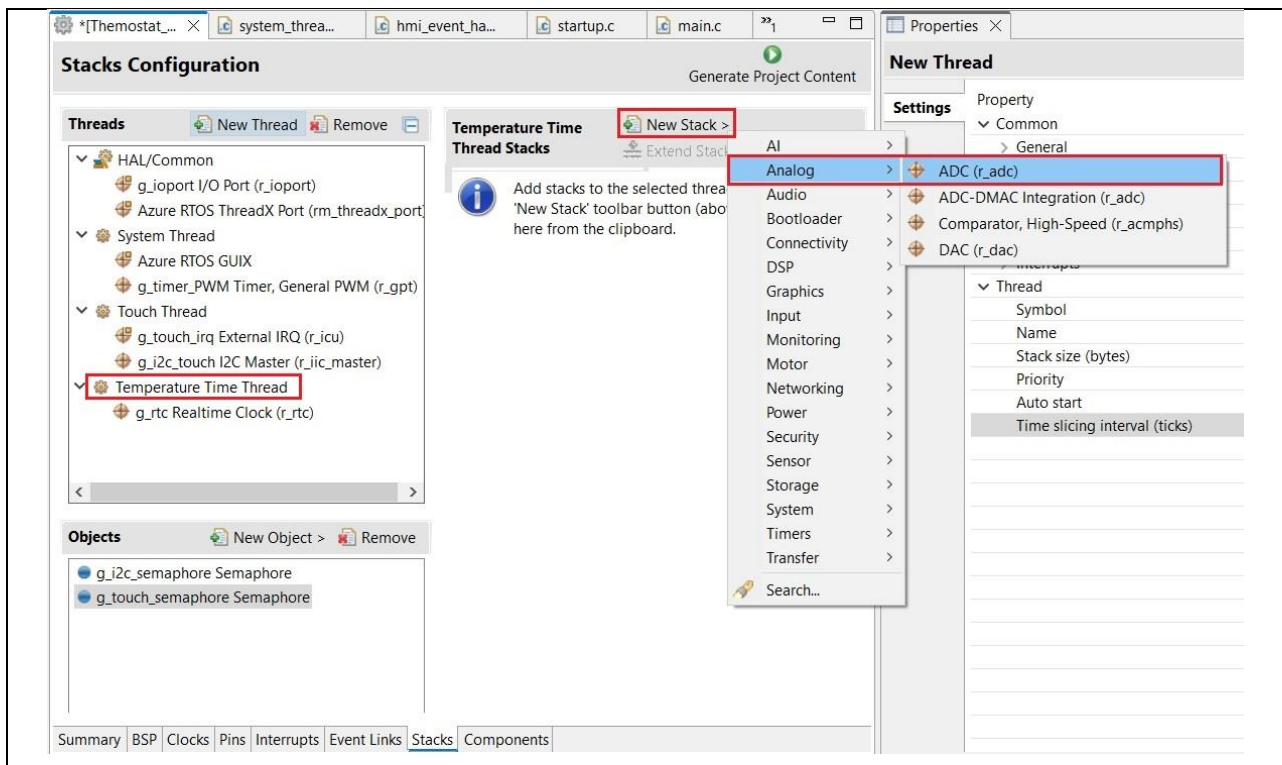 *[Themostat_...
system_threa...
hmi_event_ha...
startup.c
main.c
»1
Properties
Stacks Configuration
Generate Project Content
Threads
New Thread
Remove
HAL/Common
g_ioport I/O Port (r_ioport)
Azure RTOS ThreadX Port (rm_threadx_port)
System Thread
Azure RTOS GUIX
g_timer_PWM Timer, General PWM (r_gpt)
Touch Thread
g_touch_irq External IRQ (r_icu)
g_i2c_touch I2C Master (r_iic_master)
Temperature Time Thread
g_rtc Realtime Clock (r_rtc)
Objects
New Object >
Remove
g_i2c_semaphore Semaphore
g_touch_semaphore Semaphore
Temperature Time
Thread Stacks
New Stack >
Extend Stack
Add stacks to the selected threa
'New Stack' toolbar button (abo
here from the clipboard.
AI
Analog
Audio
Bootloader
Connectivity
DSP
Graphics
Input
Monitoring
Motor
Networking
Power
Security
Sensor
Storage
System
Timers
Transfer
Search...
ADC (r_adc)
ADC-DMAC Integration (r_adc)
Comparator, High-Speed (r_acmphs)
DAC (r_dac)
New Thread
Settings
Property
Common
General
Interrupts
Thread
Symbol
Name
Stack size (bytes)
Priority
Auto start
Time slicing interval (ticks)
Summary BSP Clocks Pins Interrupts Event Links Stacks Components